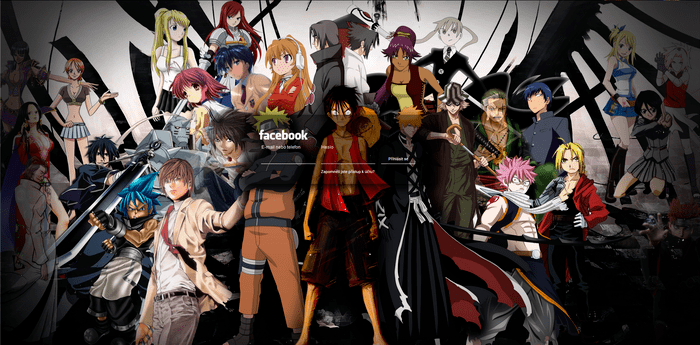 facebook
E-mail nebo telefon
Heslo
Přihlásit se
Zapomněli jste přístup k účtu?